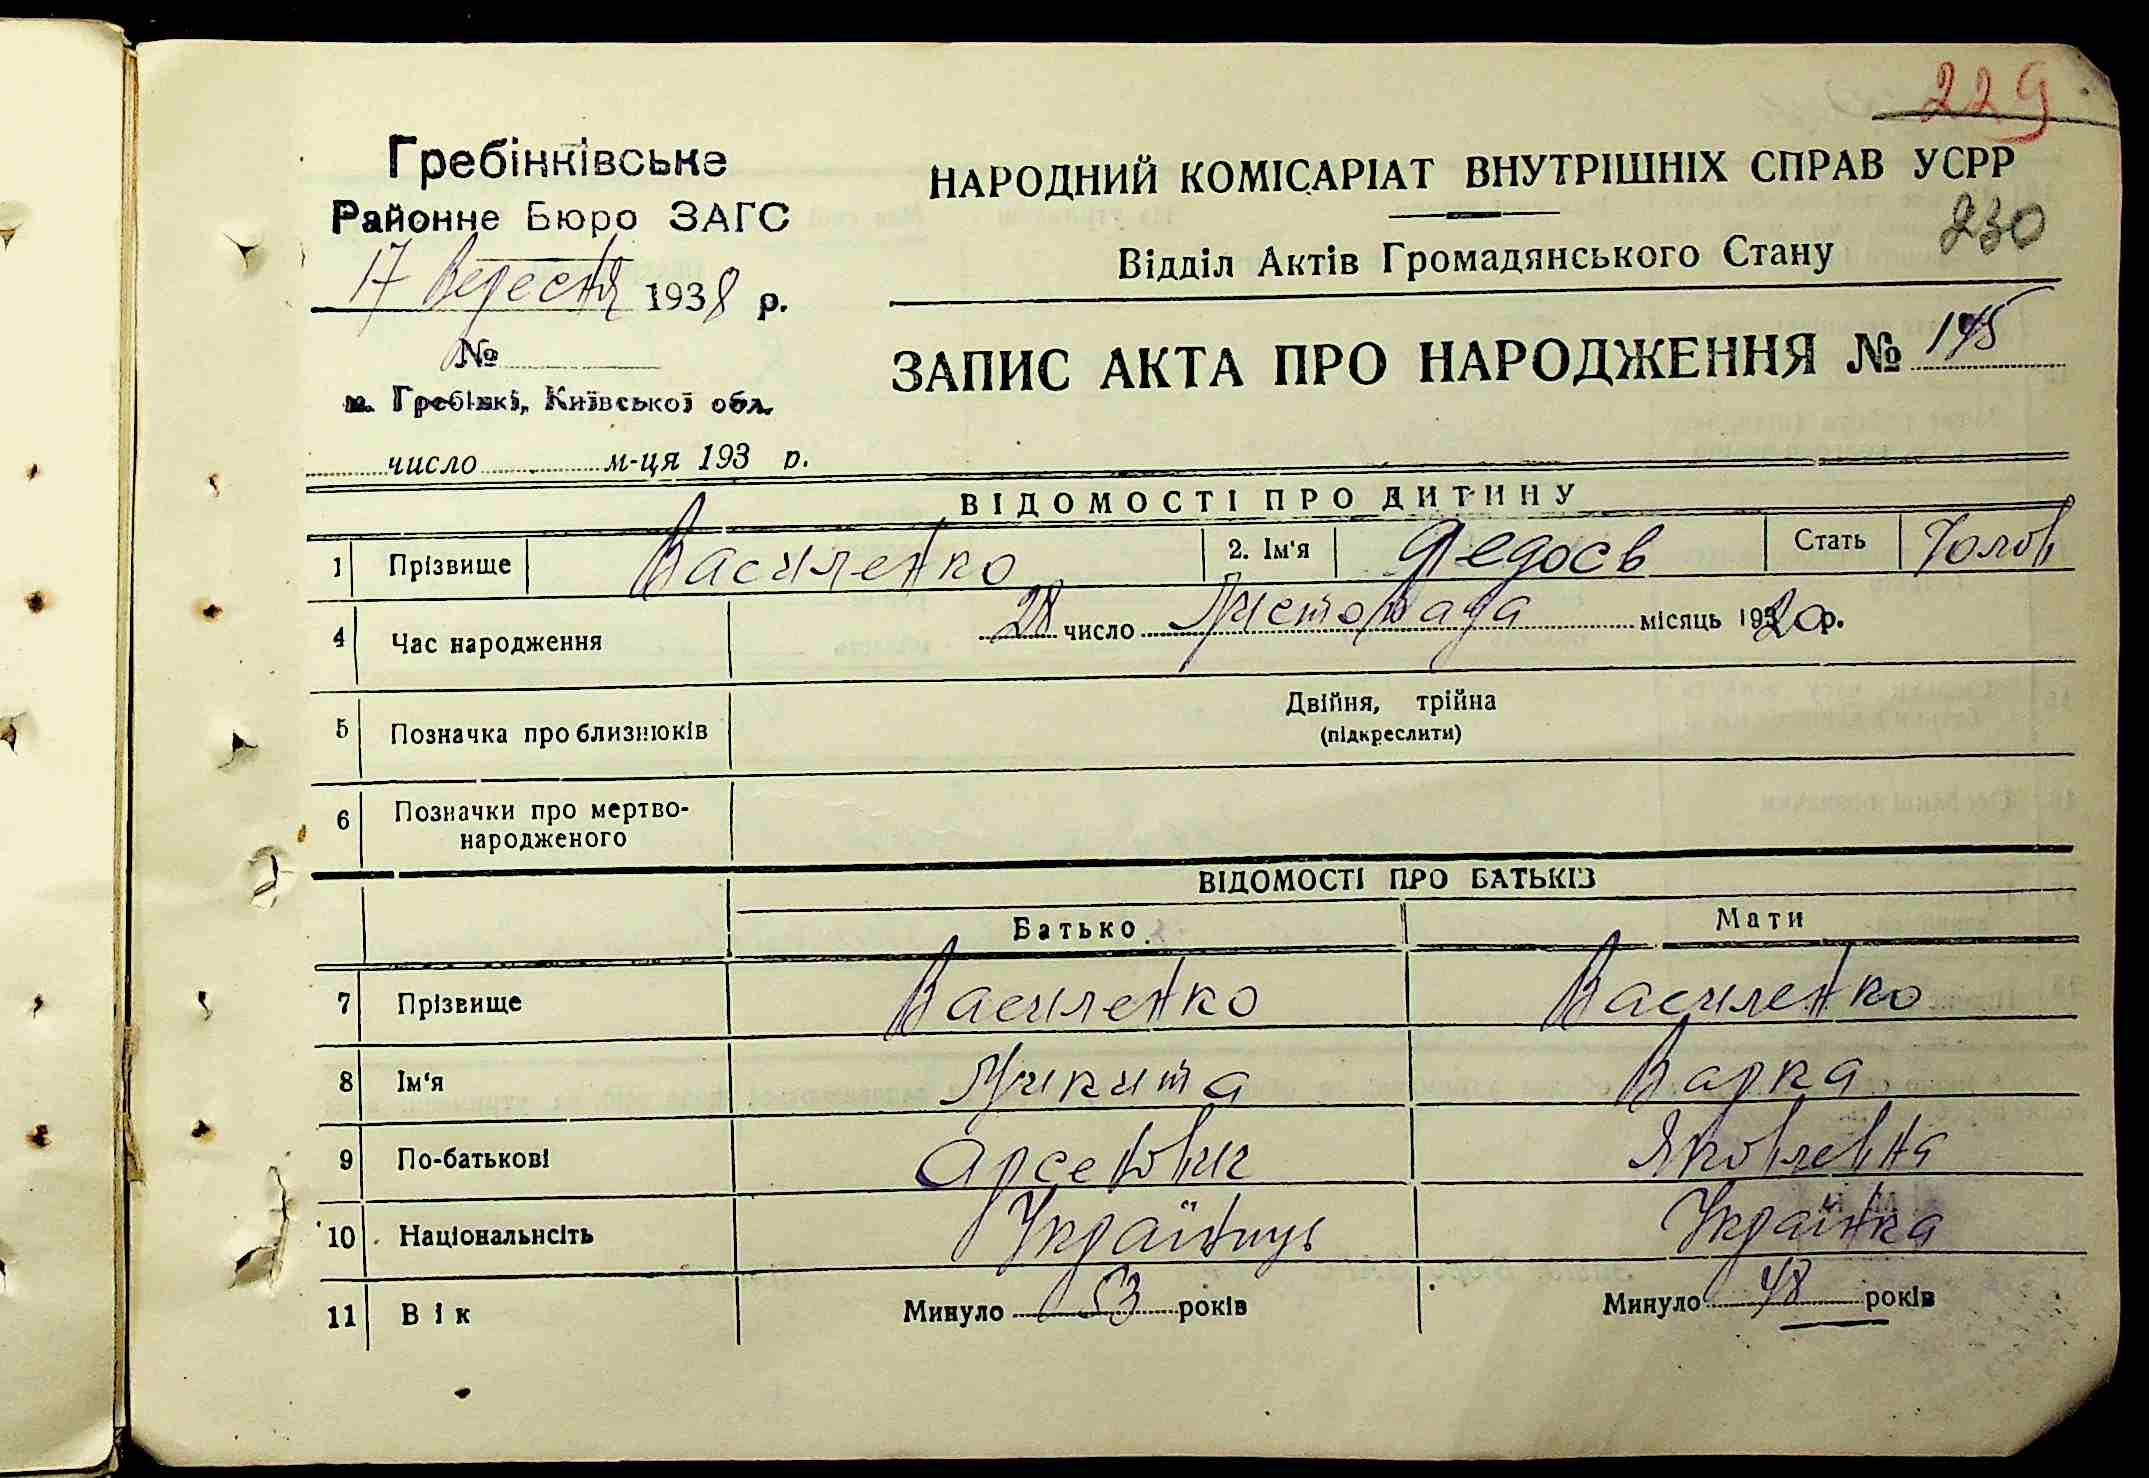 229
Гребінківське
Районне Бюро ЗАГС
17 Вересня 1938 р.
№
м. Гребінкі, Київської обл.
число м-ця 193 р.
НАРОДНИЙ КОМІСАРІАТ ВНУТРІШНІХ СПРАВ УСРР
230
Відділ Актів Громадянського Стану
ЗАПИС АКТА ПРО НАРОДЖЕННЯ № 145
ВІДОМОСТІ ПРО ДИТИНУ
1 Прізвище Василенко 2. Ім'я Федосв Стать Чолов
4 Час народження 28 число Листопада місяць 1920 р.
5 Позначка про близнюків Двійня, трійна
(підкреслити)
6 Позначки про мертво-
народженого
ВІДОМОСТІ ПРО БАТЬКІВ
Батько Мати
7 Прізвище Василенко Василенко
8 Ім'я Микита Варка
9 По-батькові Арсенович Яковлевна
10 Національність Українець Українка
11 Вік Минуло 53 років Минуло 48 років